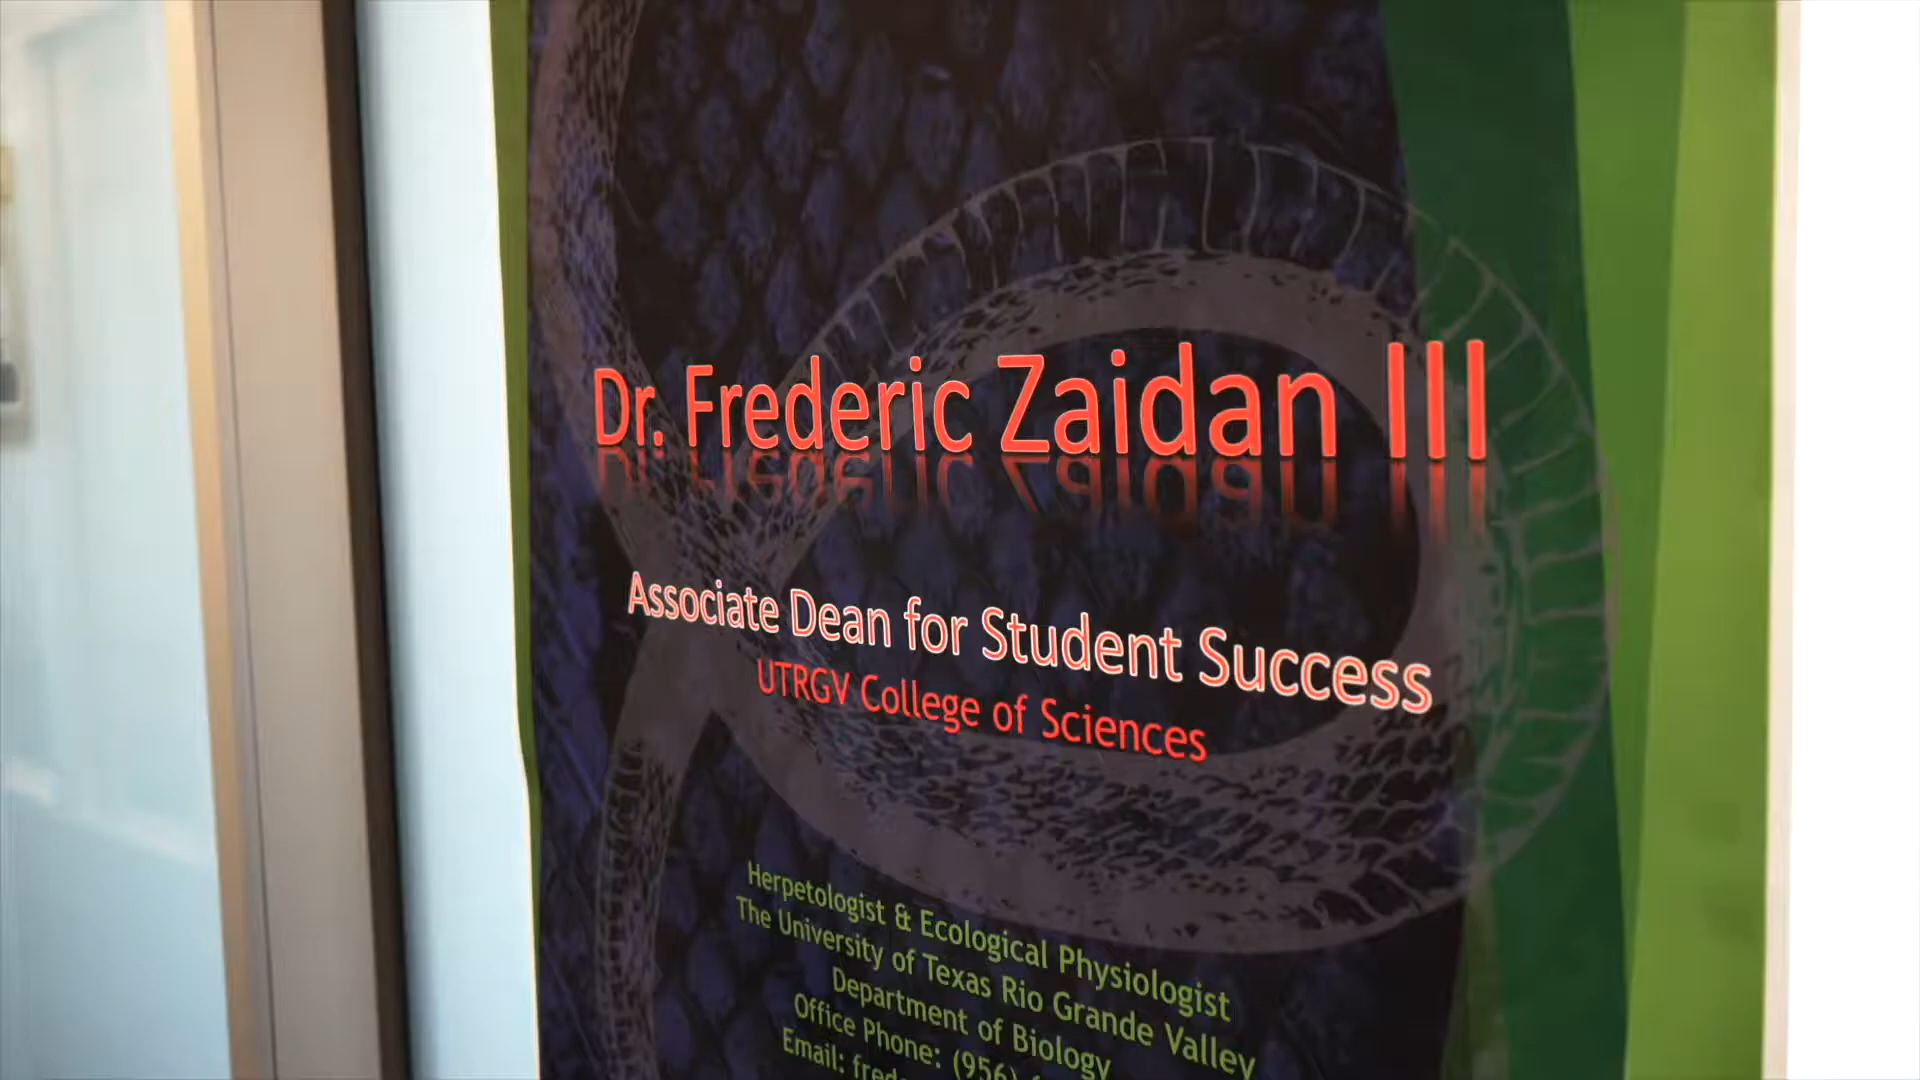 Dr. Frederic Zaidan III
Associate Dean for Student Success
UTRGV College of Sciences
Herpetologist & Ecological Physiologist
The University of Texas Rio Grande Valley
Department of Biology
Office Phone: (956)
Email: